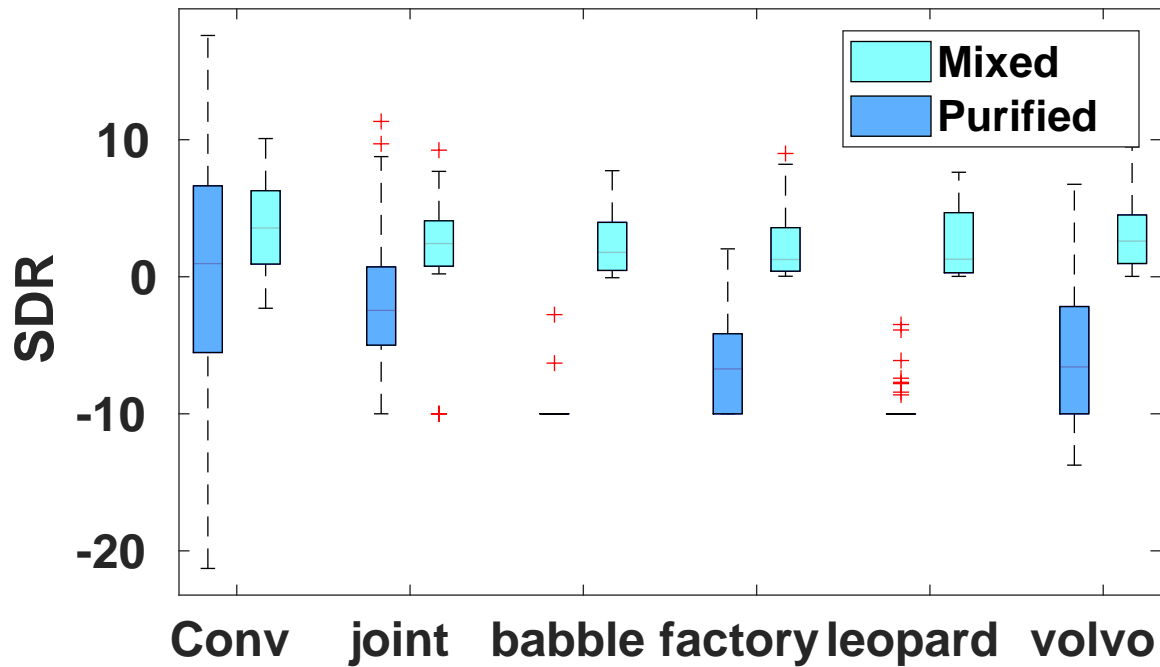 Mixed
Purified
SDR
10
0
-10
-20
Conv joint babble factory leopard volvo